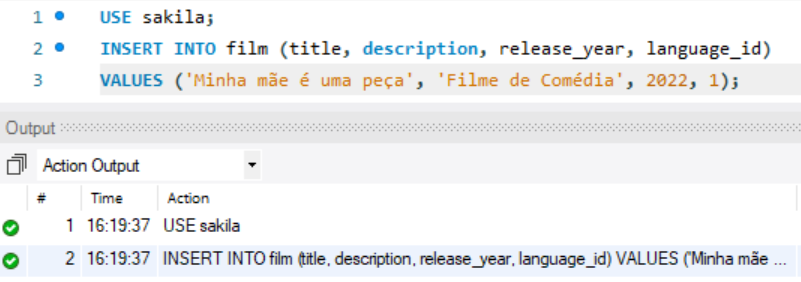 1 USE sakila;
2 INSERT INTO film (title, description, release_year, language_id)
3 VALUES ('Minha mãe é uma peça', 'Filme de Comédia', 2022, 1);
Output
Action Output
# Time Action
1 16:19:37 USE sakila
2 16:19:37 INSERT INTO film (title, description, release_year, language_id) VALUES ('Minha mãe ...